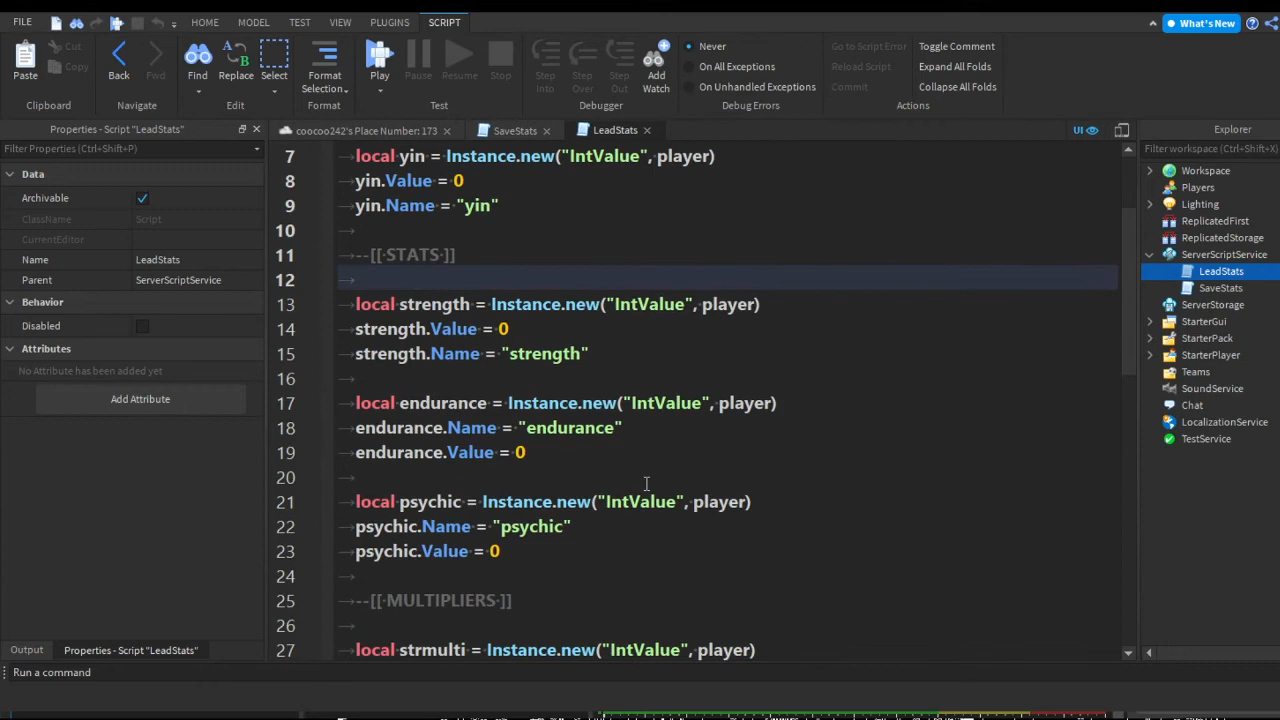 FILE HOME MODEL TEST VIEW PLUGINS SCRIPT What's New
Paste Cut Copy Back Fwd Find Replace Select Format Selection Play Pause Resume Stop Step Into Step Over Step Out Add Watch Never On All Exceptions On Unhandled Exceptions Go to Script Error Reload Script Commit Toggle Comment Expand All Folds Collapse All Folds
Clipboard Navigate Edit Format Test Debugger Debug Errors Actions
Properties - Script "LeadStats"
coocoo242's Place Number: 173 SaveStats LeadStats UI Explorer
Filter Properties (Ctrl+Shift+P)
Data
Archivable
ClassName Script
CurrentEditor
Name LeadStats
Parent ServerScriptService
Behavior
Disabled
Attributes
No Attribute has been added yet
Add Attribute
Output Properties - Script "LeadStats"
7 local yin = Instance.new("IntValue", player)
8 yin.Value = 0
9 yin.Name = "yin"
10
11 --[[ STATS ]]
12
13 local strength = Instance.new("IntValue", player)
14 strength.Value = 0
15 strength.Name = "strength"
16
17 local endurance = Instance.new("IntValue", player)
18 endurance.Name = "endurance"
19 endurance.Value = 0
20
21 local psychic = Instance.new("IntValue", player)
22 psychic.Name = "psychic"
23 psychic.Value = 0
24
25 --[[ MULTIPLIERS ]]
26
27 local strmulti = Instance.new("IntValue", player)
Filter workspace (Ctrl+Shift+X)
Workspace
Players
Lighting
ReplicatedFirst
ReplicatedStorage
ServerScriptService
LeadStats
SaveStats
ServerStorage
StarterGui
StarterPack
StarterPlayer
Teams
SoundService
Chat
LocalizationService
TestService
Run a command